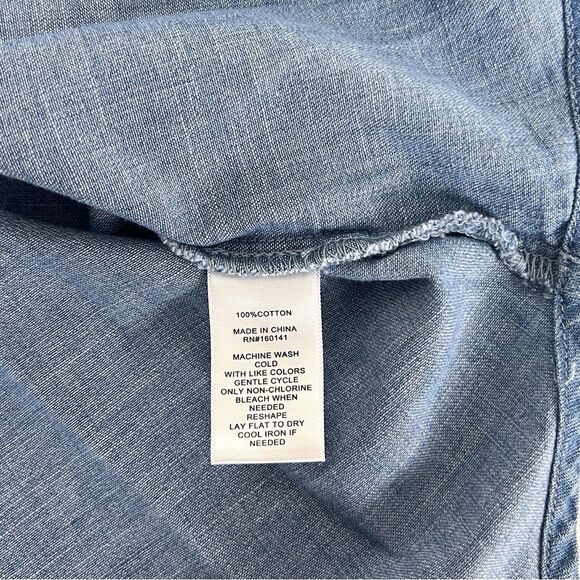 100%COTTON
MADE IN CHINA
RN#160141
MACHINE WASH
COLD
WITH LIKE COLORS
GENTLE CYCLE
ONLY NON-CHLORINE
BLEACH WHEN
NEEDED
RESHAPE
LAY FLAT TO DRY
COOL IRON IF
NEEDED